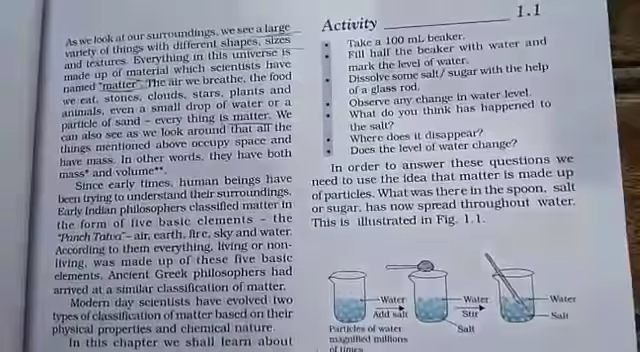 As we look at our surroundings, we see a large
variety of things with different shapes, sizes
and textures. Everything in this universe is
made up of material which scientists have
named "matter". The air we breathe, the food
we eat, stones, clouds, stars, plants and
animals, even a small drop of water or a
particle of sand – every thing is matter. We
can also see as we look around that all the
things mentioned above occupy space and
have mass. In other words, they have both
mass* and volume**.
Since early times, human beings have
been trying to understand their surroundings.
Early Indian philosophers classified matter in
the form of five basic elements – the
"Panch Tatva"– air, earth, fire, sky and water.
According to them everything, living or non-
living, was made up of these five basic
elements. Ancient Greek philosophers had
arrived at a similar classification of matter.
Modern day scientists have evolved two
types of classification of matter based on their
physical properties and chemical nature.
In this chapter we shall learn about
Activity 1.1
• Take a 100 mL beaker.
• Fill half the beaker with water and
mark the level of water.
• Dissolve some salt/ sugar with the help
of a glass rod.
• Observe any change in water level.
• What do you think has happened to
the salt?
• Where does it disappear?
• Does the level of water change?
In order to answer these questions we
need to use the idea that matter is made up
of particles. What was there in the spoon, salt
or sugar, has now spread throughout water.
This is illustrated in Fig. 1.1.
Water
Add salt
Water
Stir
Salt
Water
Salt
Particles of water
magnified millions
of times